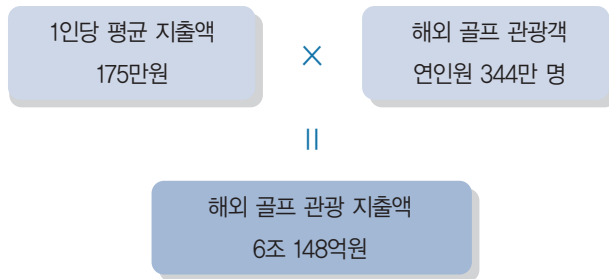 1인당 평균 지출액
175만원
×
해외 골프 관광객
연인원 344만 명
=
해외 골프 관광 지출액
6조 148억원